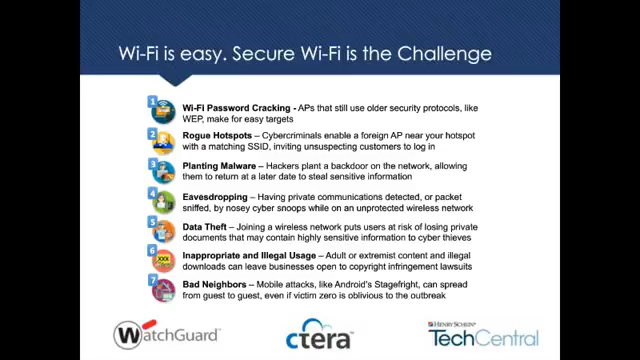 Wi-Fi is easy. Secure Wi-Fi is the Challenge
1 Wi-Fi Password Cracking - APs that still use older security protocols, like
WEP, make for easy targets
2 Rogue Hotspots – Cybercriminals enable a foreign AP near your hotspot
with a matching SSID, inviting unsuspecting customers to log in
3 Planting Malware – Hackers plant a backdoor on the network, allowing
them to return at a later date to steal sensitive information
4 Eavesdropping – Having private communications detected, or packet
sniffed, by nosey cyber snoops while on an unprotected wireless network
5 Data Theft – Joining a wireless network puts users at risk of losing private
documents that may contain highly sensitive information to cyber thieves
6 Inappropriate and Illegal Usage – Adult or extremist content and illegal
downloads can leave businesses open to copyright infringement lawsuits
XXX
7 Bad Neighbors – Mobile attacks, like Android's Stagefright, can spread
from guest to guest, even if victim zero is oblivious to the outbreak
WatchGuard
ctera
HENRY SCHEIN
TechCentral